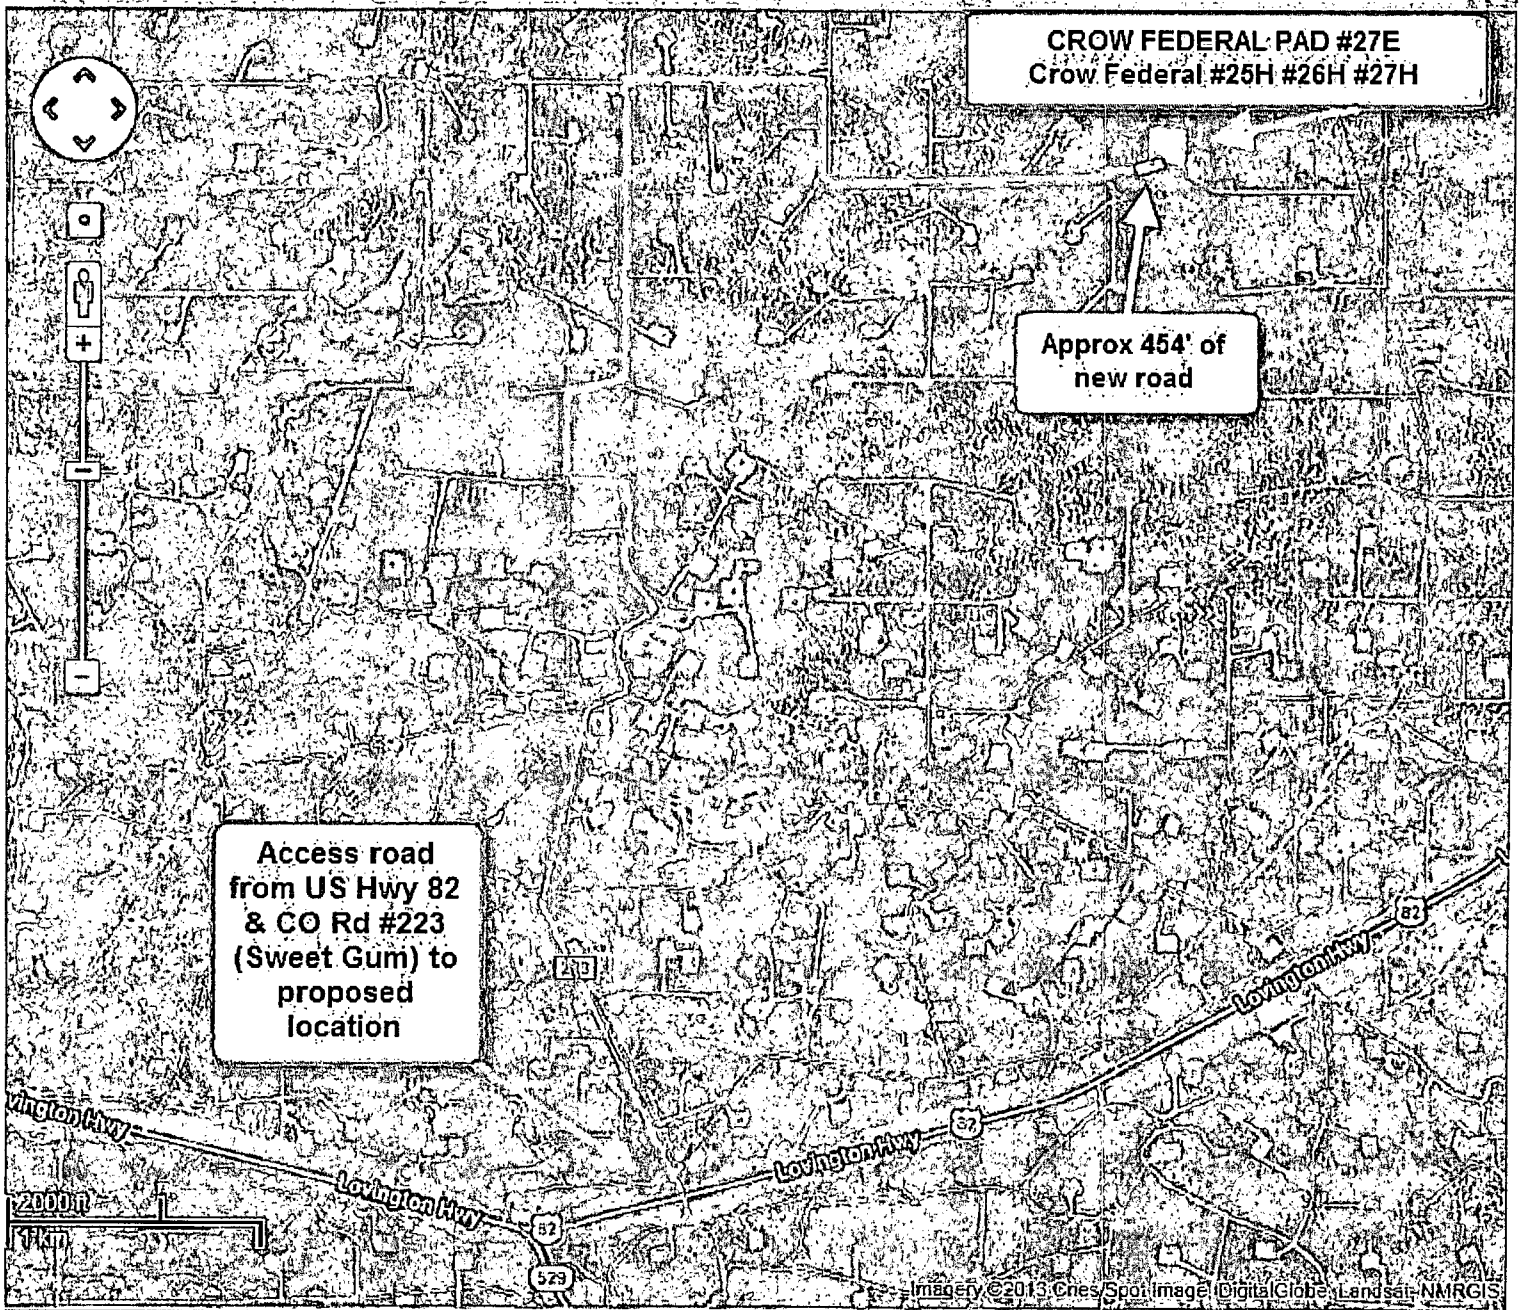 CROW FEDERAL PAD #27E
Crow Federal #25H #26H #27H
Approx 454' of
new road
Access road
from US Hwy 82
& CO Rd #223
(Sweet Gum) to
proposed
location
82
Lovington Hwy
vington Hwy
82
Lovington Hwy
Lovington Hwy
82
529
2000 ft
1 km
Imagery ©2013 Cnes/Spot Image, DigitalGlobe, Landsat, NMRGIS